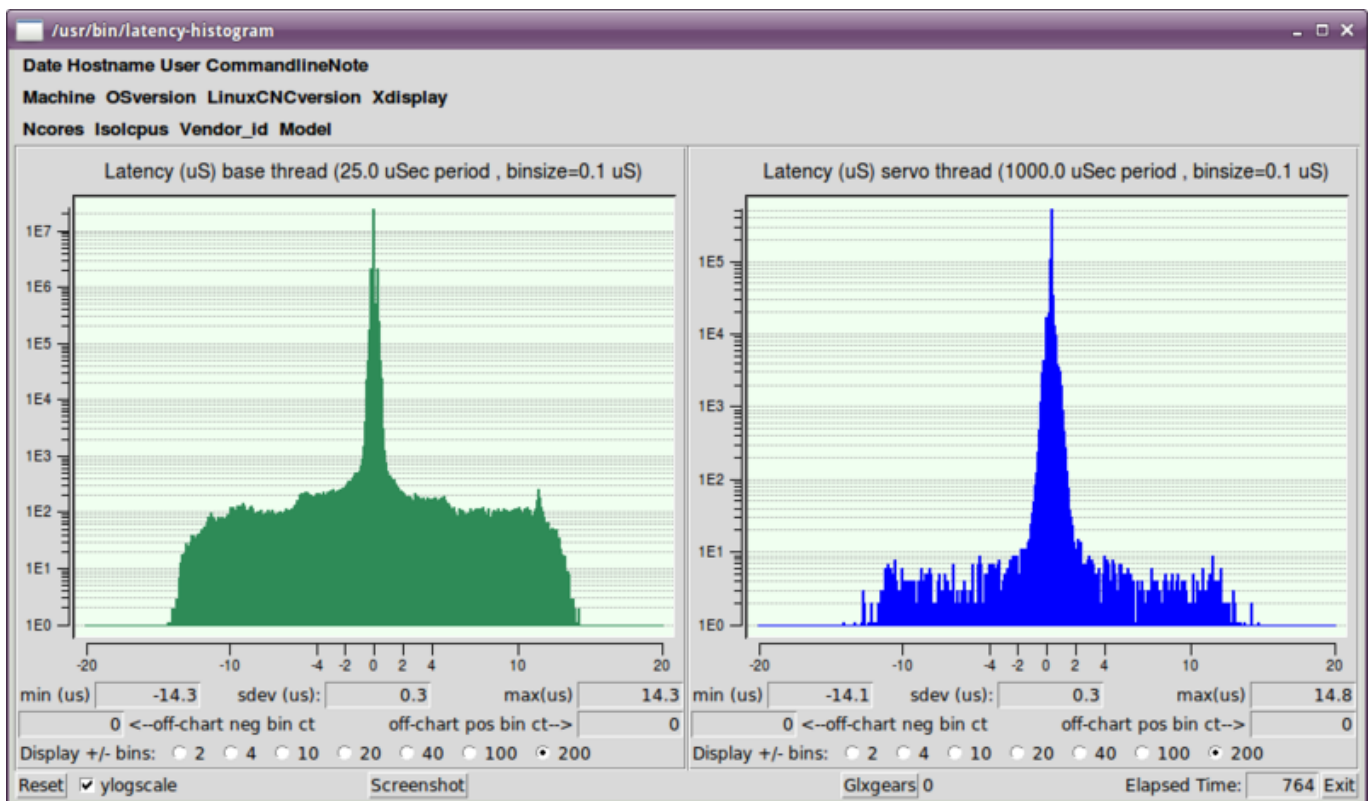 /usr/bin/latency-histogram
Date Hostname User CommandlineNote
Machine OSversion LinuxCNCversion Xdisplay
Ncores Isolcpus Vendor_id Model
Latency (uS) base thread (25.0 uSec period , binsize=0.1 uS)
1E7
1E6
1E5
1E4
1E3
1E2
1E1
1E0
-20 -10 -4 -2 0 2 4 10 20
min (us) -14.3 sdev (us): 0.3 max(us) 14.3
0 <--off-chart neg bin ct off-chart pos bin ct--> 0
Display +/- bins: 2 4 10 20 40 100 200
Latency (uS) servo thread (1000.0 uSec period , binsize=0.1 uS)
1E5
1E4
1E3
1E2
1E1
1E0
-20 -10 -4 -2 0 2 4 10 20
min (us) -14.1 sdev (us): 0.3 max(us) 14.8
0 <--off-chart neg bin ct off-chart pos bin ct--> 0
Display +/- bins: 2 4 10 20 40 100 200
Reset ylogscale Screenshot Glxgears 0 Elapsed Time: 764 Exit